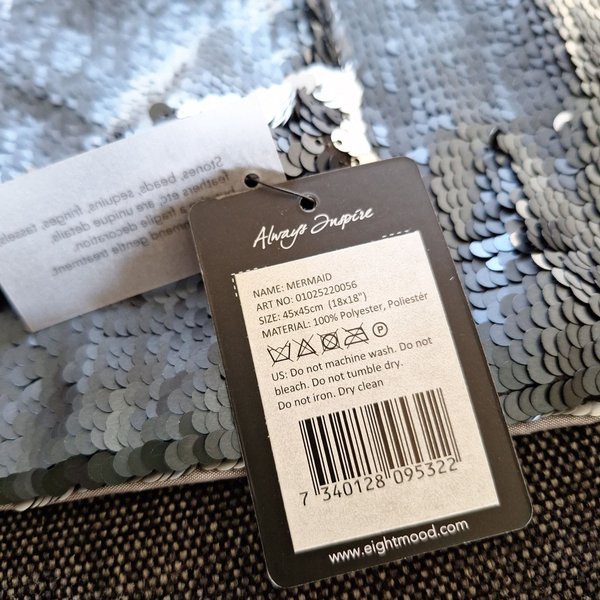 Stones, beads, sequins, fringes, tassels
feathers etc, are unique details.
fragile decoration.
and gentle treatment.
Always Inspire
NAME: MERMAID
ART NO: 01025220056
SIZE: 45x45cm (18x18")
MATERIAL: 100% Polyester, Poliestér
P
US: Do not machine wash. Do not
bleach. Do not tumble dry.
Do not iron. Dry clean
7 340128 095322
www.eightmood.com